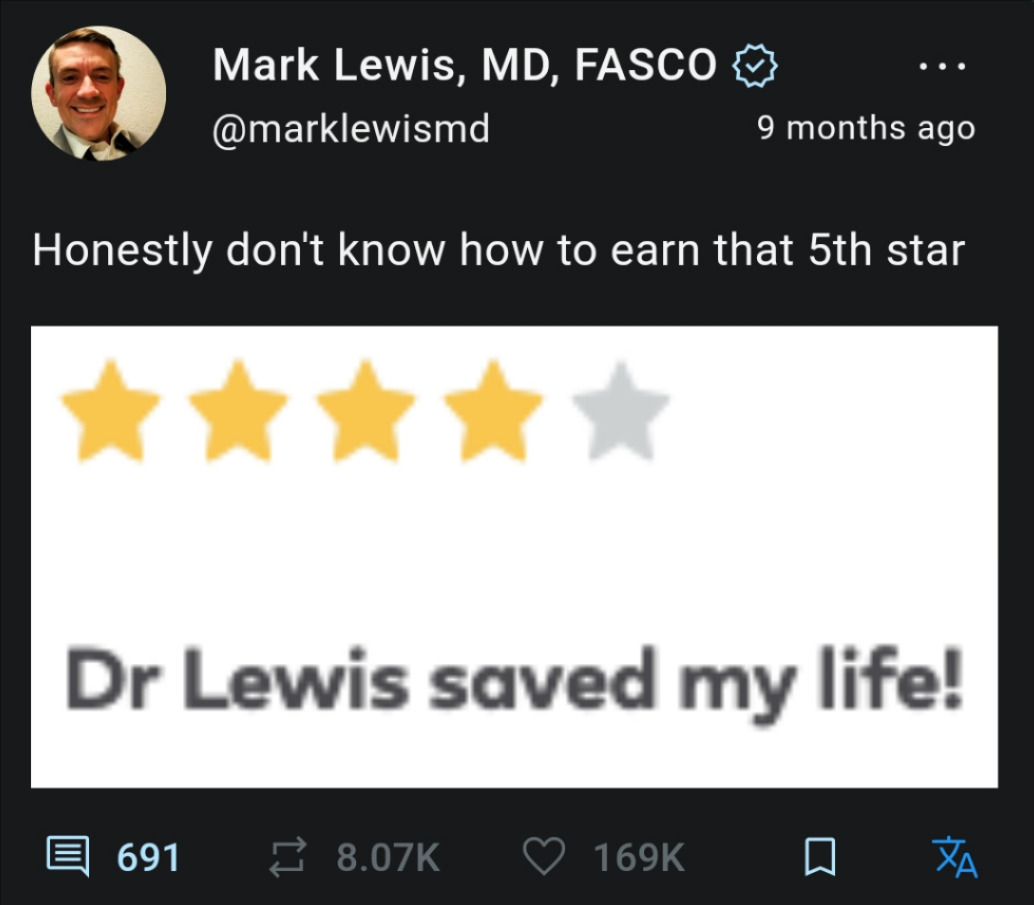 Mark Lewis, MD, FASCO
@marklewismd
9 months ago
Honestly don't know how to earn that 5th star
Dr Lewis saved my life!
691 8.07K 169K